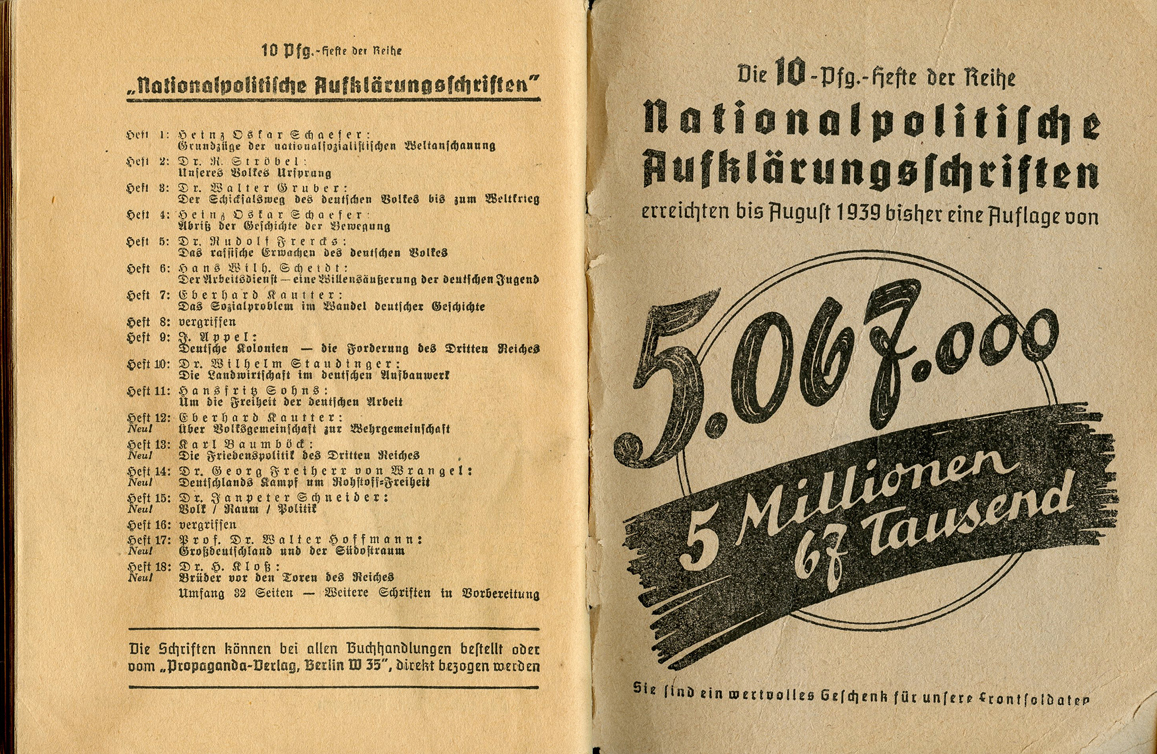 10 Pfg.-Hefte der Reihe
„Nationalpolitische Aufklärungsschriften“
Heft 1: Heinz Oskar Schaefer:
Grundzüge der nationalsozialistischen Weltanschauung
Heft 2: Dr. R. Ströbel:
Unseres Volkes Ursprung
Heft 3: Dr. Walter Gruber:
Der Schicksalsweg des deutschen Volkes bis zum Weltkrieg
Heft 4: Heinz Oskar Schaefer:
Abriß der Geschichte der Bewegung
Heft 5: Dr. Rudolf Frercks:
Das rassische Erwachen des deutschen Volkes
Heft 6: Hans Wilh. Scheidt:
Der Arbeitsdienst – eine Willensäußerung der deutschen Jugend
Heft 7: Eberhard Kautter:
Das Sozialproblem im Wandel deutscher Geschichte
Heft 8: vergriffen
Heft 9: J. Appel:
Deutsche Kolonien — die Forderung des Dritten Reiches
Heft 10: Dr. Wilhelm Staudinger:
Die Landwirtschaft im deutschen Aufbauwerk
Heft 11: Hansfritz Sohns:
Um die Freiheit der deutschen Arbeit
Heft 12: Eberhard Kautter:
Neu! Über Volksgemeinschaft zur Wehrgemeinschaft
Heft 13: Karl Baumböck:
Neu! Die Friedenspolitik des Dritten Reiches
Heft 14: Dr. Georg Freiherr von Wrangel:
Neu! Deutschlands Kampf um Rohstoff-Freiheit
Heft 15: Dr. Janpeter Schneider:
Neu! Volk / Raum / Politik
Heft 16: vergriffen
Heft 17: Prof. Dr. Walter Hoffmann:
Neu! Großdeutschland und der Südostraum
Heft 18: Dr. H. Kloß:
Neu! Brüder vor den Toren des Reiches
Umfang 32 Seiten — Weitere Schriften in Vorbereitung
Die Schriften können bei allen Buchhandlungen bestellt oder
vom „Propaganda-Verlag, Berlin W 35“, direkt bezogen werden
Die 10-Pfg.-Hefte der Reihe
Nationalpolitische
Aufklärungsschriften
erreichten bis August 1939 bisher eine Auflage von
5.067.000
5 Millionen
67 Tausend
Sie sind ein wertvolles Geschenk für unsere Frontsoldaten